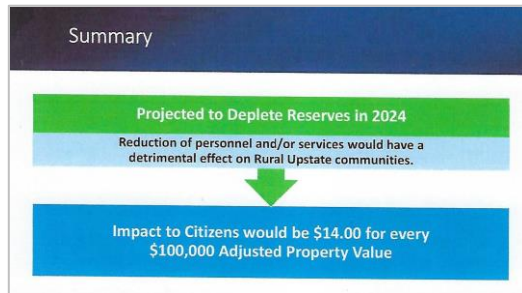 Summary
Projected to Deplete Reserves in 2024
Reduction of personnel and/or services would have a
detrimental effect on Rural Upstate communities.
Impact to Citizens would be $14.00 for every
$100,000 Adjusted Property Value